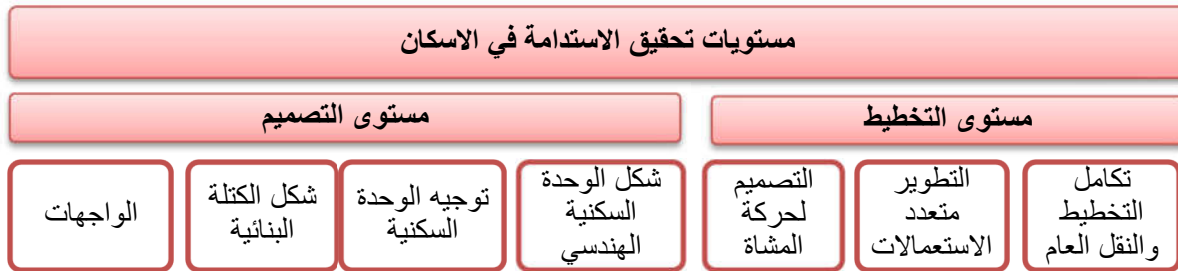 مستويات تحقيق الاستدامة في الاسكان
مستوى التخطيط
مستوى التصميم
تكامل
التخطيط
والنقل العام
التطوير
متعدد
الاستعمالات
التصميم
لحركة
المشاة
شكل الوحدة
السكنية
الهندسي
توجيه الوحدة
السكنية
شكل الكتلة
البنائية
الواجهات